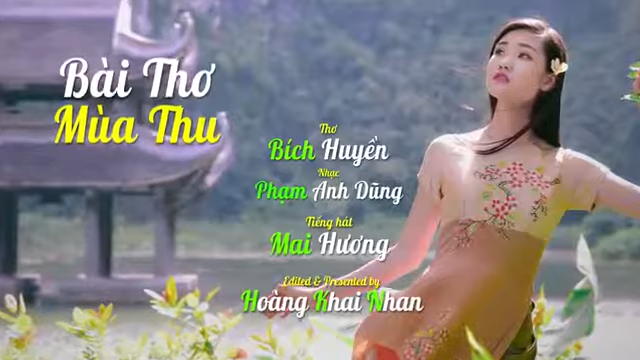 Bài Thơ
Mùa Thu
Thơ
Bích Huyền
Nhạc
Phạm Anh Dũng
Tiếng hát
Mai Hương
Edited & Presented by
Hoàng Khai Nhan